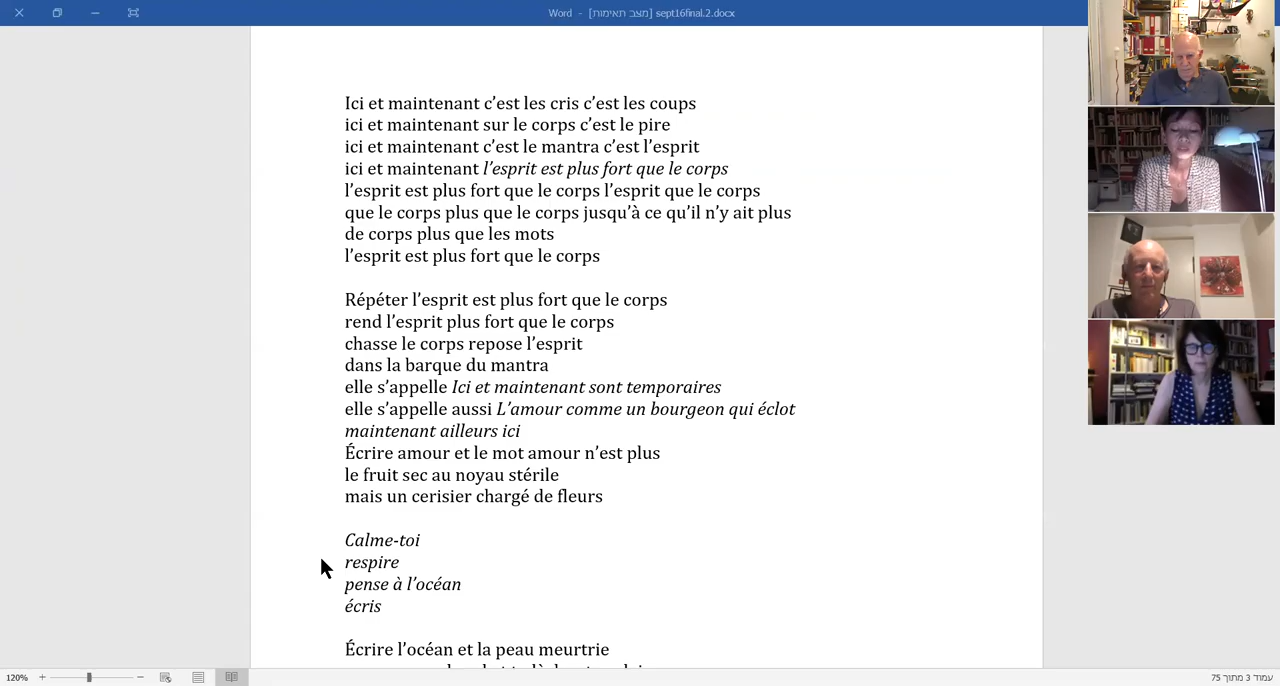 sept16final.2.docx [מצב תאימות] - Word
Ici et maintenant c’est les cris c’est les coups
ici et maintenant sur le corps c’est le pire
ici et maintenant c’est le mantra c’est l’esprit
ici et maintenant l’esprit est plus fort que le corps
l’esprit est plus fort que le corps l’esprit que le corps
que le corps plus que le corps jusqu’à ce qu’il n’y ait plus
de corps plus que les mots
l’esprit est plus fort que le corps
Répéter l’esprit est plus fort que le corps
rend l’esprit plus fort que le corps
chasse le corps repose l’esprit
dans la barque du mantra
elle s’appelle Ici et maintenant sont temporaires
elle s’appelle aussi L’amour comme un bourgeon qui éclot
maintenant ailleurs ici
Écrire amour et le mot amour n’est plus
le fruit sec au noyau stérile
mais un cerisier chargé de fleurs
Calme-toi
respire
pense à l’océan
écris
Écrire l’océan et la peau meurtrie
120%
עמוד 3 מתוך 75